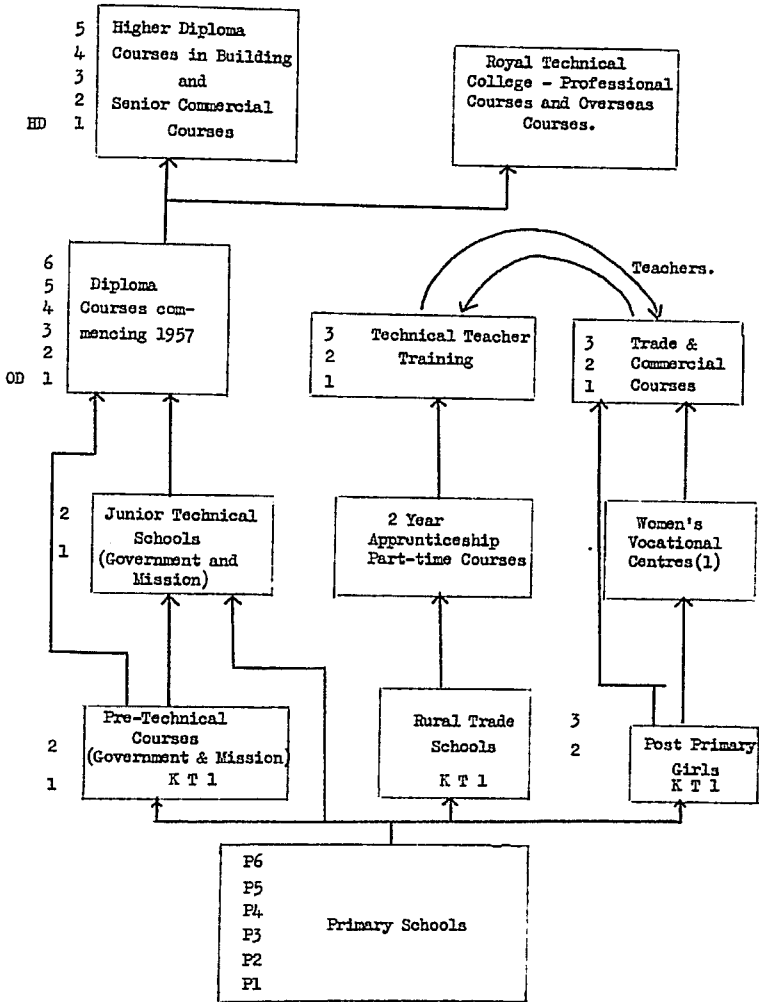 5 Higher Diploma
4 Courses in Building
3 and
2 Senior Commercial
HD 1 Courses
Royal Technical
College - Professional
Courses and Overseas
Courses.
6
5 Diploma
4 Courses com-
3 mencing 1957
2
OD 1
Teachers.
3 Technical Teacher
2 Training
1
3 Trade &
2 Commercial
1 Courses
2 Junior Technical
Schools
1 (Government and
Mission)
2 Year
Apprunticeship
Part-time Courses
Women's
Vocational
Centres(1)
Pre-Technical
2 Courses
(Government & Mission)
1 K T 1
Rural Trade
Schools
K T 1
3
2 Post Primary
Girls
K T 1
P6
P5
P4
P3 Primary Schools
P2
P1